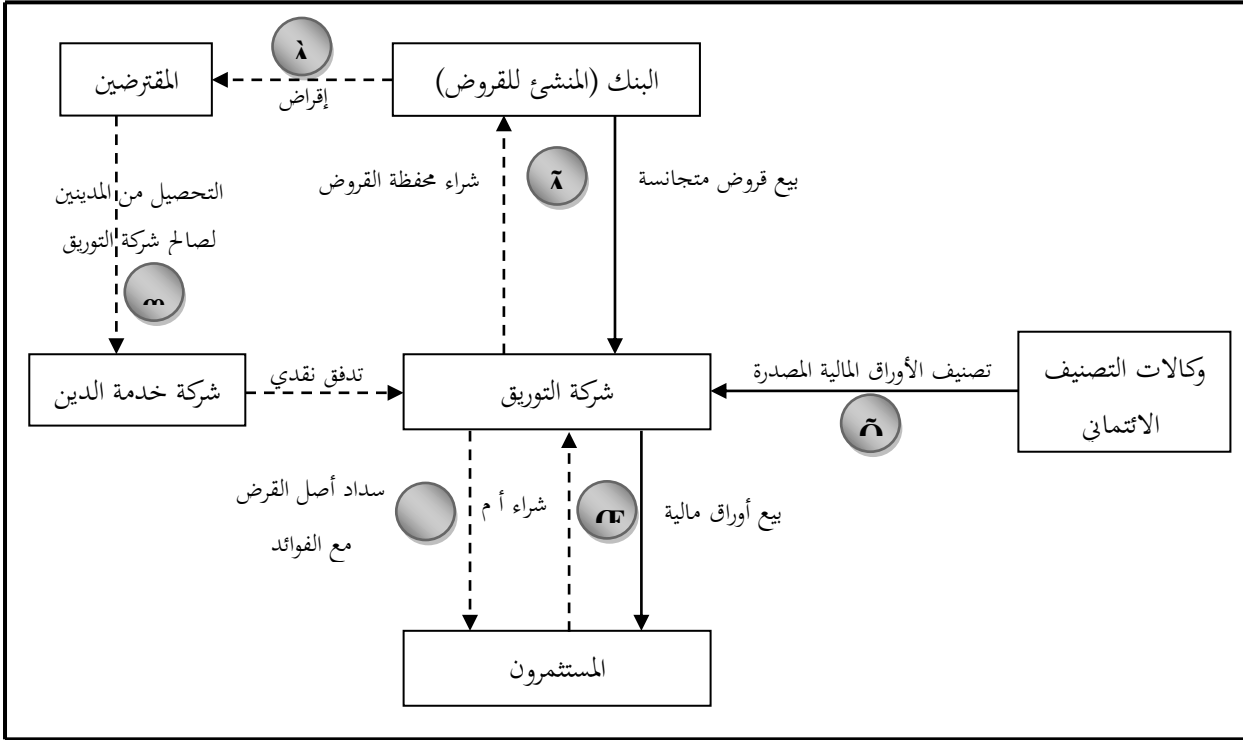 البنك (المنشئ للقروض)
المقترضين
إقراض
شراء محفظة القروض
بيع قروض متجانسة
التحصيل من المدينين
لصالح شركة التوريق
وكالات التصنيف
الائتماني
تصنيف الأوراق المالية المصدرة
شركة التوريق
تدفق نقدي
شركة خدمة الدين
بيع أوراق مالية
شراء أ م
سداد أصل القرض
مع الفوائد
المستثمرون